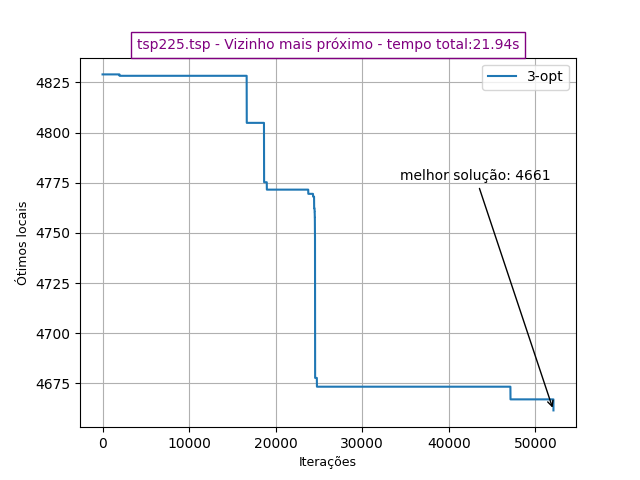 tsp225.tsp - Vizinho mais próximo - tempo total:21.94s
3-opt
melhor solução: 4661
4825
4800
4775
4750
4725
4700
4675
Ótimos locais
0 10000 20000 30000 40000 50000
Iterações